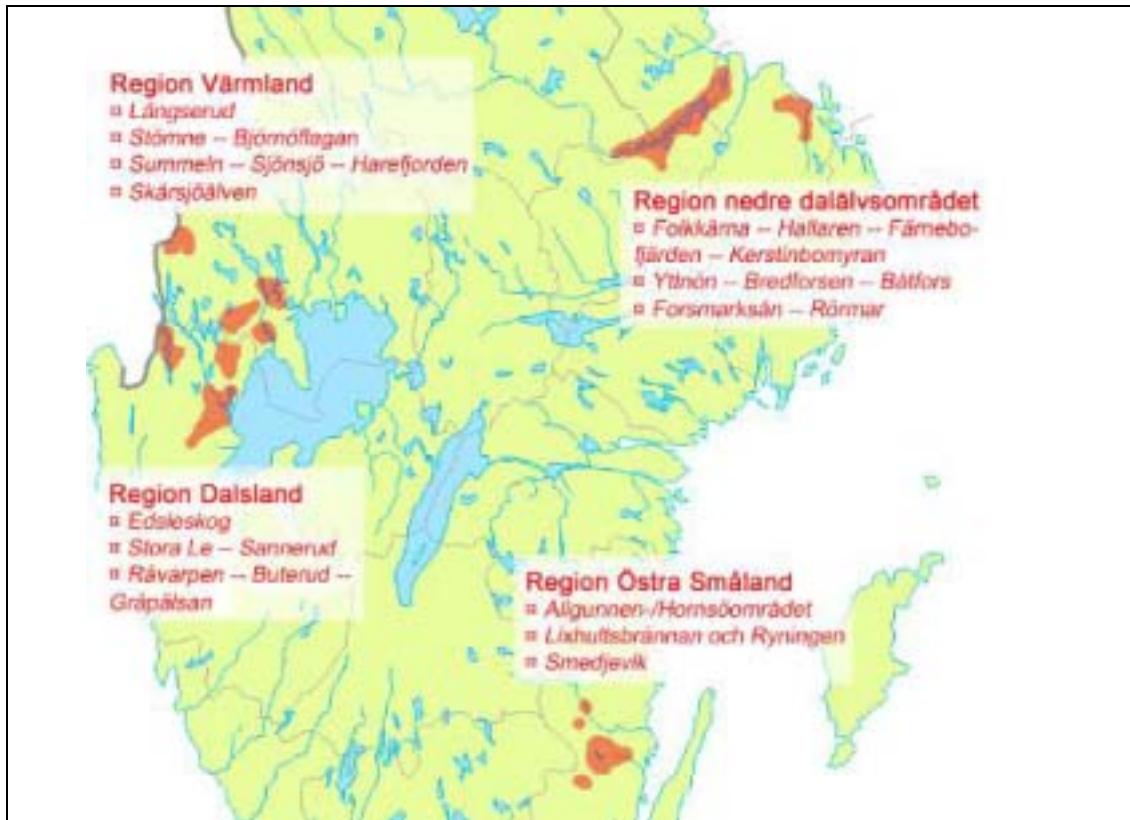 Region Värmland
¤ Långserud
¤ Stömne – Björnöflagan
¤ Summeln – Sjönsjö – Harefjorden
¤ Skårsjöälven
Region nedre dalälvsområdet
¤ Folkkärna – Hallaren – Färnebo-
fjärden – Kerstinbomyran
¤ Yttnön – Bredforsen – Båtfors
¤ Forsmarksån – Rörmar
Region Dalsland
¤ Edsleskog
¤ Stora Le – Sannerud
¤ Råvarpen – Buterud –
Gråpälsan
Region Östra Småland
¤ Allgunnen-/Hornsöområdet
¤ Lixhultsbrännan och Ryningen
¤ Smedjevik